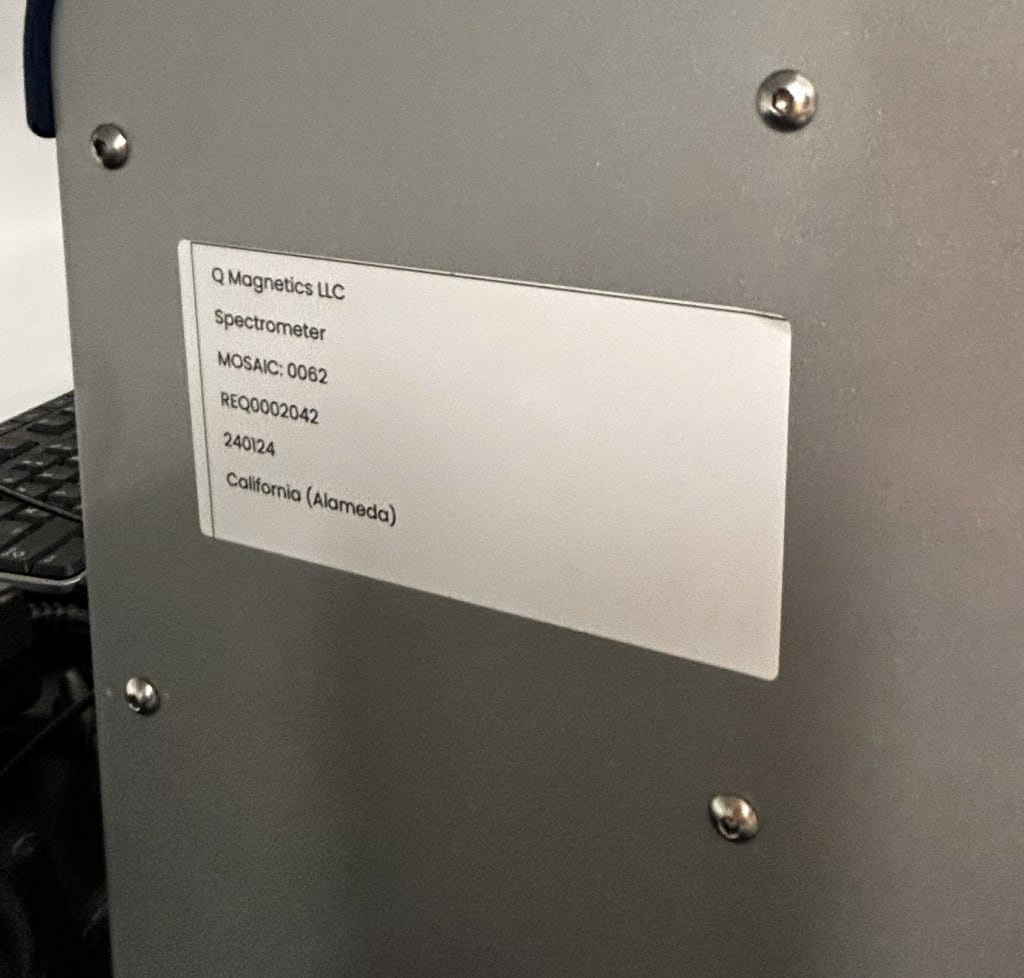 Q Magnetics LLC
Spectrometer
MOSAIC: 0062
REQ0002042
240124
California (Alameda)